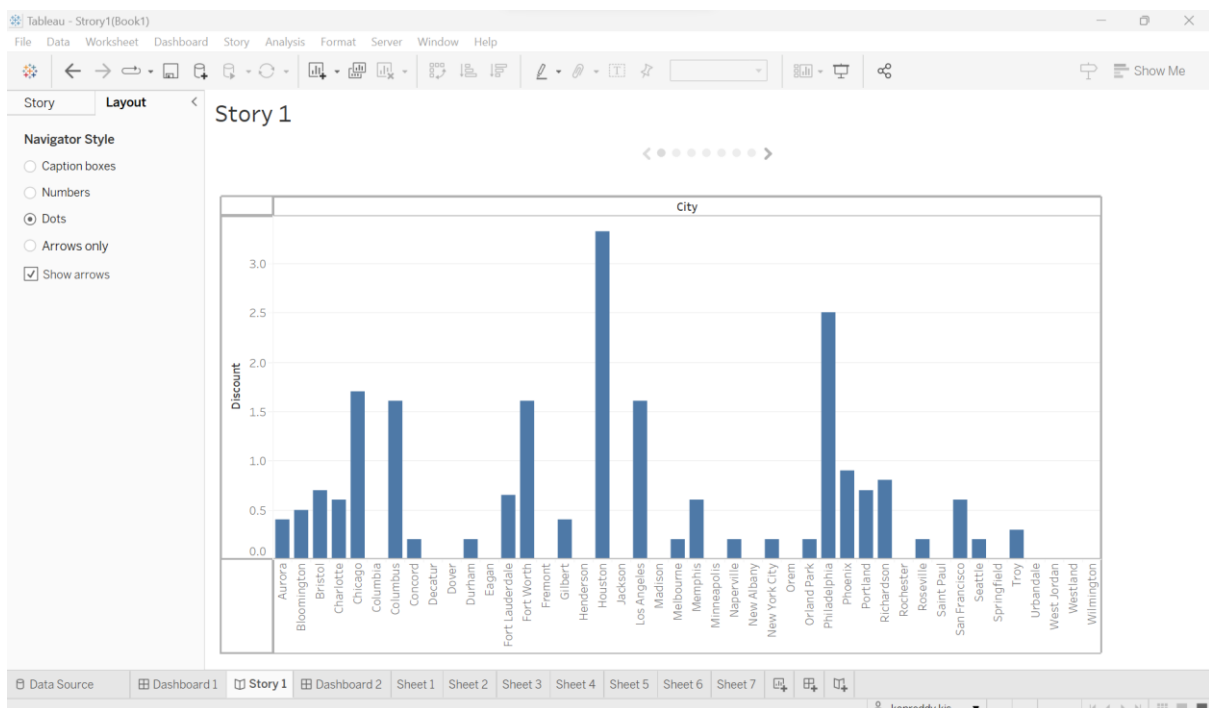 Tableau - Strory1(Book1)
File Data Worksheet Dashboard Story Analysis Format Server Window Help
Show Me
Story Layout
Story 1
Navigator Style
Caption boxes
Numbers
Dots
Arrows only
Show arrows
City
Discount
3.0
2.5
2.0
1.5
1.0
0.5
0.0
Aurora
Bloomington
Bristol
Charlotte
Chicago
Columbia
Columbus
Concord
Decatur
Dover
Durham
Eagan
Fort Lauderdale
Fort Worth
Fremont
Gilbert
Henderson
Houston
Jackson
Los Angeles
Madison
Melbourne
Memphis
Minneapolis
Naperville
New Albany
New York City
Orem
Orland Park
Philadelphia
Phoenix
Portland
Richardson
Rochester
Roseville
Saint Paul
San Francisco
Seattle
Springfield
Troy
Urbandale
West Jordan
Westland
Wilmington
Data Source Dashboard 1 Story 1 Dashboard 2 Sheet 1 Sheet 2 Sheet 3 Sheet 4 Sheet 5 Sheet 6 Sheet 7